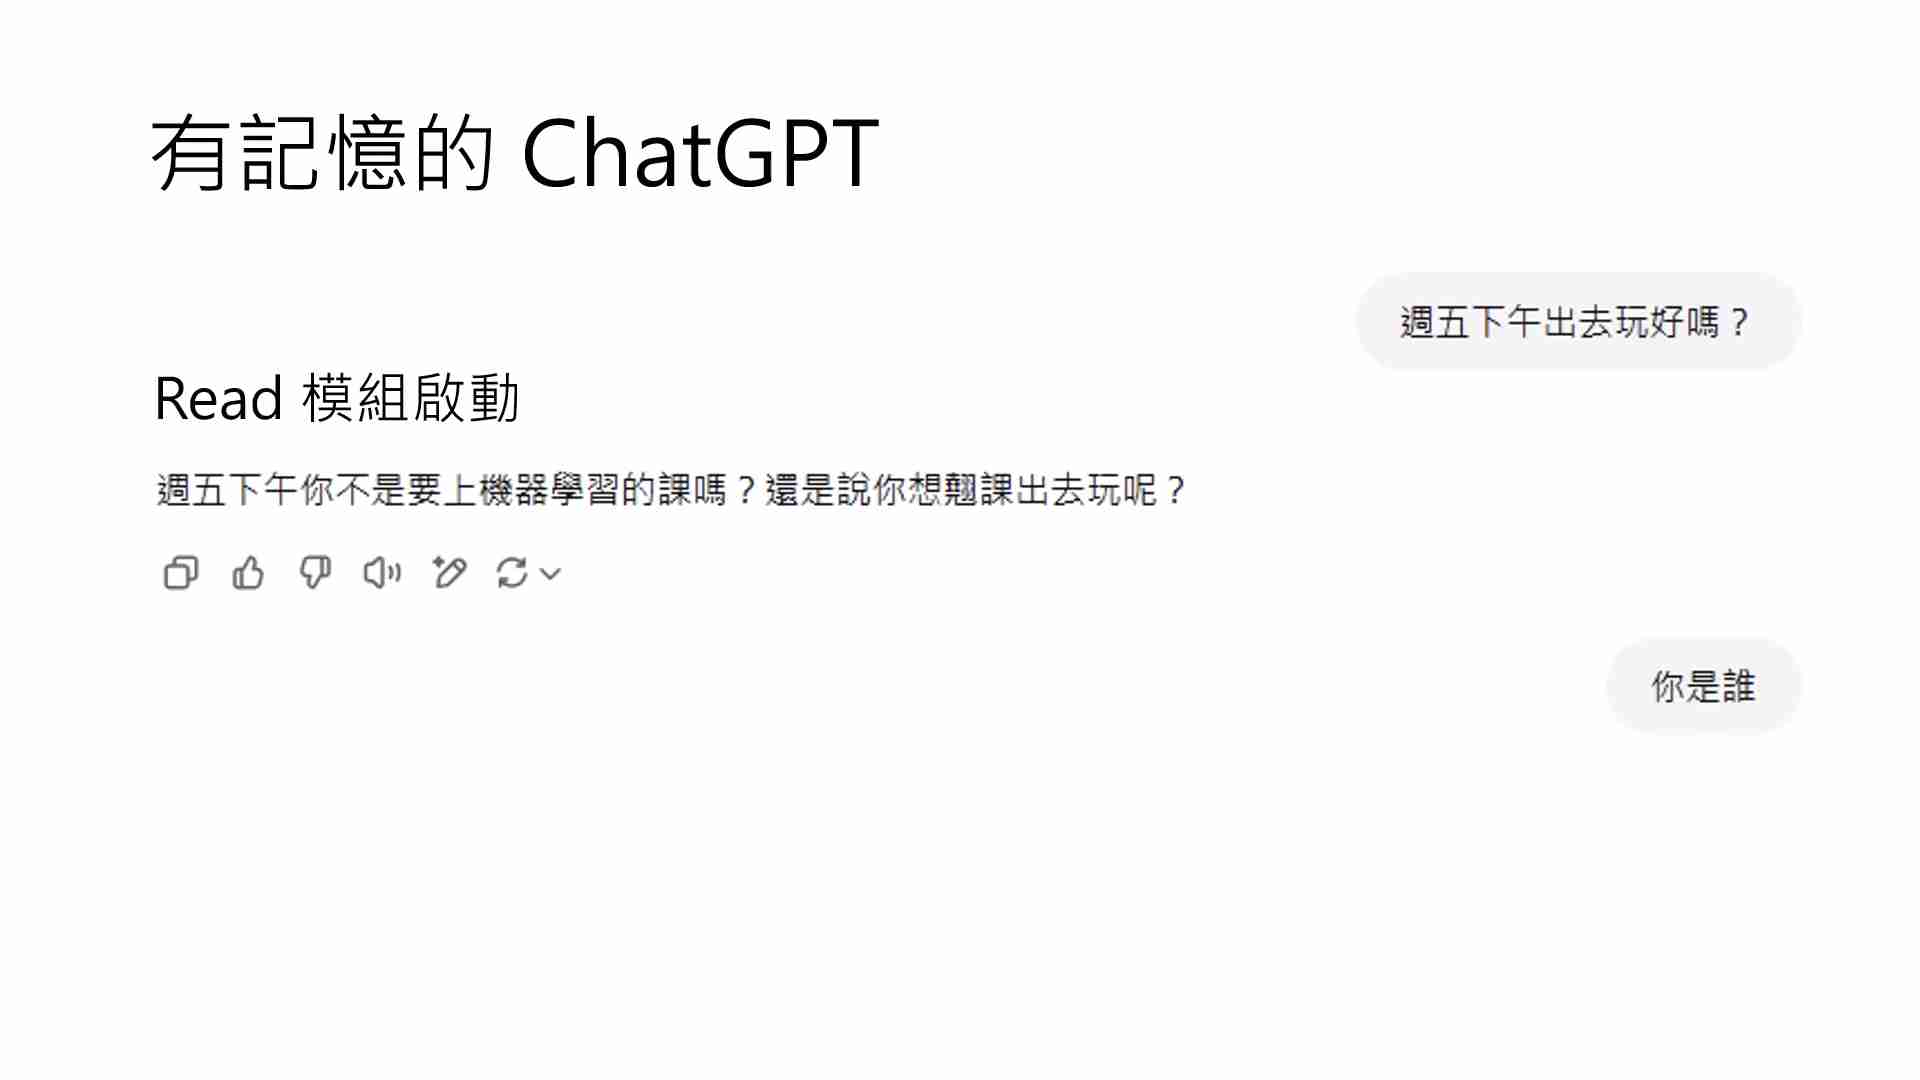 有記憶的 ChatGPT
週五下午出去玩好嗎？
Read 模組啟動
週五下午你不是要上機器學習的課嗎？還是說你想翹課出去玩呢？
你是誰